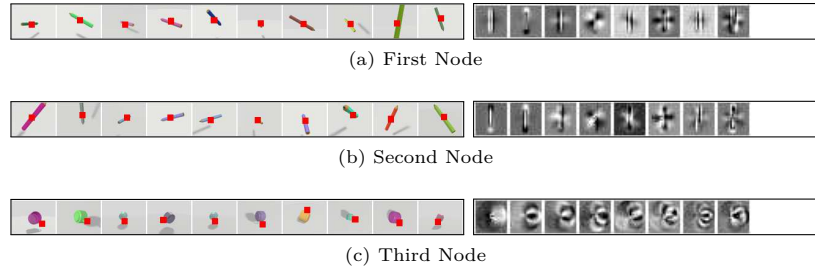 (a) First Node
(b) Second Node
(c) Third Node